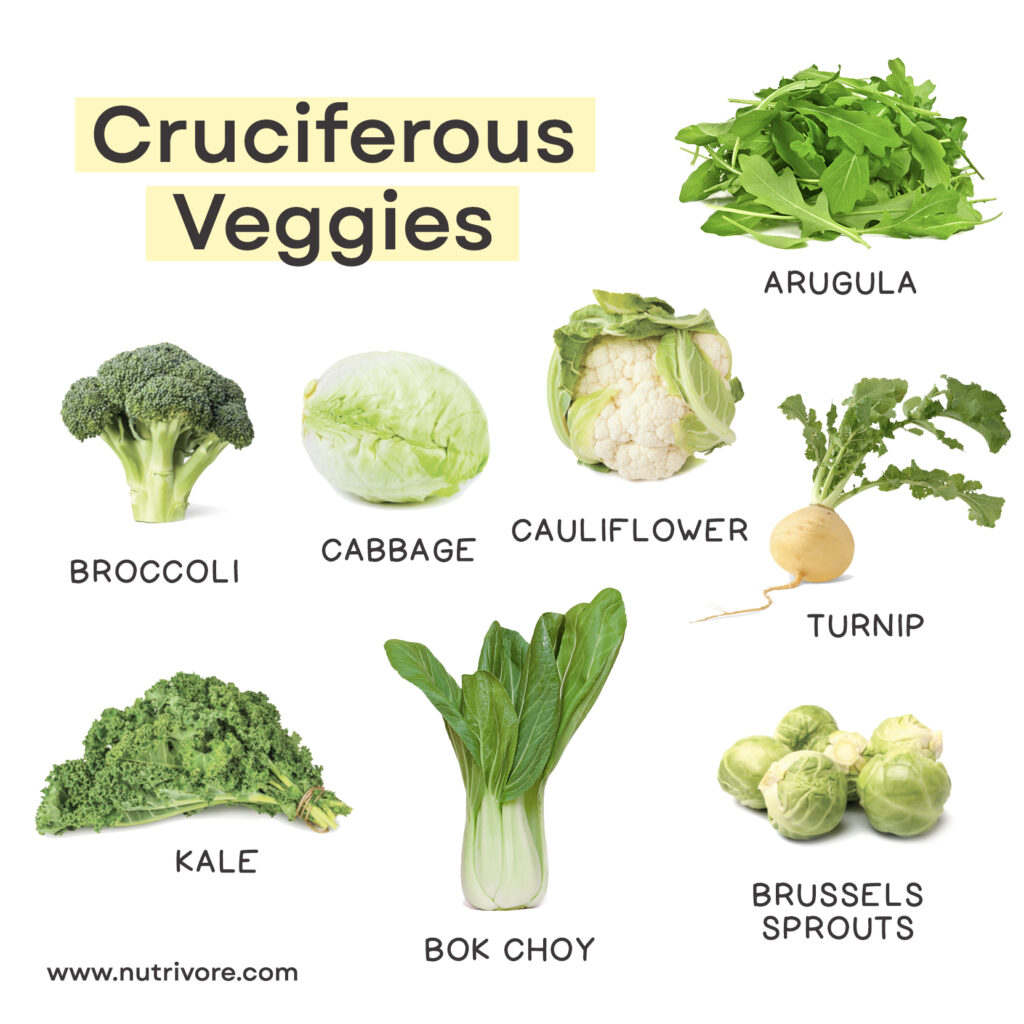 Cruciferous
Veggies
ARUGULA
BROCCOLI
CABBAGE
CAULIFLOWER
TURNIP
KALE
BOK CHOY
BRUSSELS
SPROUTS
www.nutrivore.com